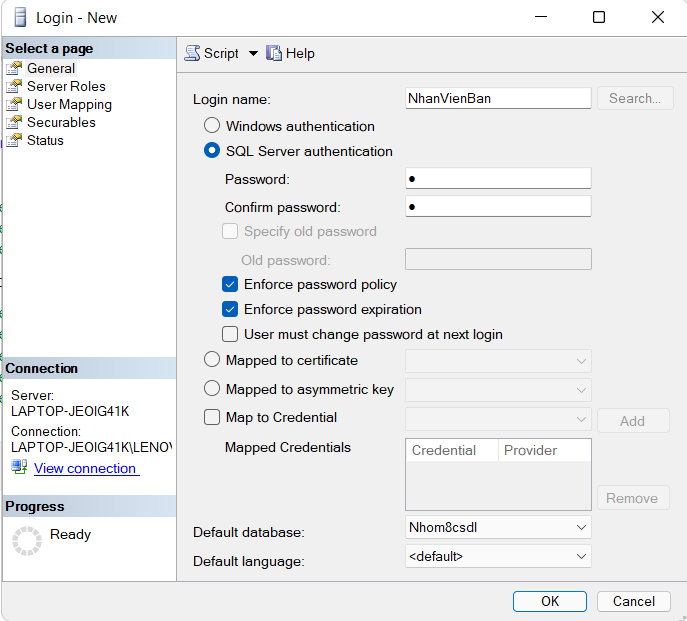 Login - New
Select a page
General
Server Roles
User Mapping
Securables
Status
Script
Help
Login name:
NhanVienBan
Search...
Windows authentication
SQL Server authentication
Password:
●
Confirm password:
●
Specify old password
Old password:
Enforce password policy
Enforce password expiration
User must change password at next login
Mapped to certificate
Mapped to asymmetric key
Map to Credential
Add
Mapped Credentials
Credential Provider
Remove
Default database:
Nhom8csdl
Default language:
<default>
Connection
Server:
LAPTOP-JEOIG41K
Connection:
LAPTOP-JEOIG41K\LENOV
View connection
Progress
Ready
OK
Cancel